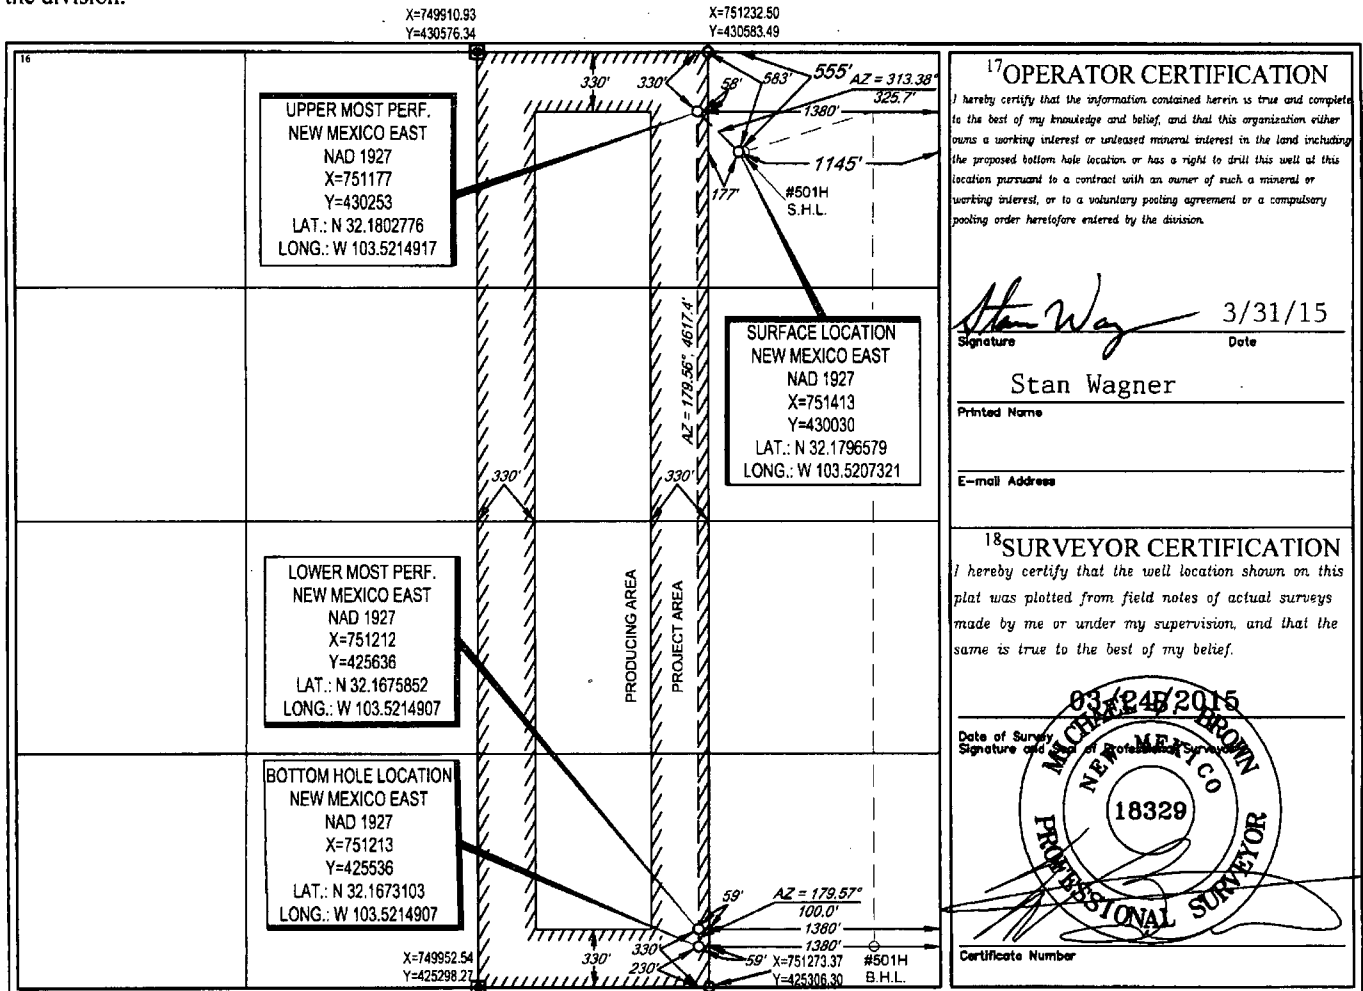 the division.
X=749910.93
Y=430576.34
X=751232.50
Y=430583.49
16
330'
330'
58'
583'
555'
AZ = 313.38°
325.7'
1380'
1145'
177'
#501H
S.H.L.
UPPER MOST PERF.
NEW MEXICO EAST
NAD 1927
X=751177
Y=430253
LAT.: N 32.1802776
LONG.: W 103.5214917
SURFACE LOCATION
NEW MEXICO EAST
NAD 1927
X=751413
Y=430030
LAT.: N 32.1796579
LONG.: W 103.5207321
AZ = 179.56°, 4617.4'
330'
330'
PRODUCING AREA
PROJECT AREA
LOWER MOST PERF.
NEW MEXICO EAST
NAD 1927
X=751212
Y=425636
LAT.: N 32.1675852
LONG.: W 103.5214907
BOTTOM HOLE LOCATION
NEW MEXICO EAST
NAD 1927
X=751213
Y=425536
LAT.: N 32.1673103
LONG.: W 103.5214907
59'
AZ = 179.57°
100.0'
1380'
1380'
330'
330'
230'
59'
X=749952.54
Y=425298.27
X=751273.37
Y=425306.30
#501H
B.H.L.
17 OPERATOR CERTIFICATION
I hereby certify that the information contained herein is true and complete
to the best of my knowledge and belief, and that this organization either
owns a working interest or unleased mineral interest in the land including
the proposed bottom hole location or has a right to drill this well at this
location pursuant to a contract with an owner of such a mineral or
working interest, or to a voluntary pooling agreement or a compulsory
pooling order heretofore entered by the division.
Stan Wag
3/31/15
Signature
Date
Stan Wagner
Printed Name
E-mail Address
18 SURVEYOR CERTIFICATION
I hereby certify that the well location shown on this
plat was plotted from field notes of actual surveys
made by me or under my supervision, and that the
same is true to the best of my belief.
03/24/2015
Date of Survey
Signature and Seal of Professional Surveyor
MICHAEL B. BROWN
NEW MEXICO
18329
PROFESSIONAL SURVEYOR
Certificate Number